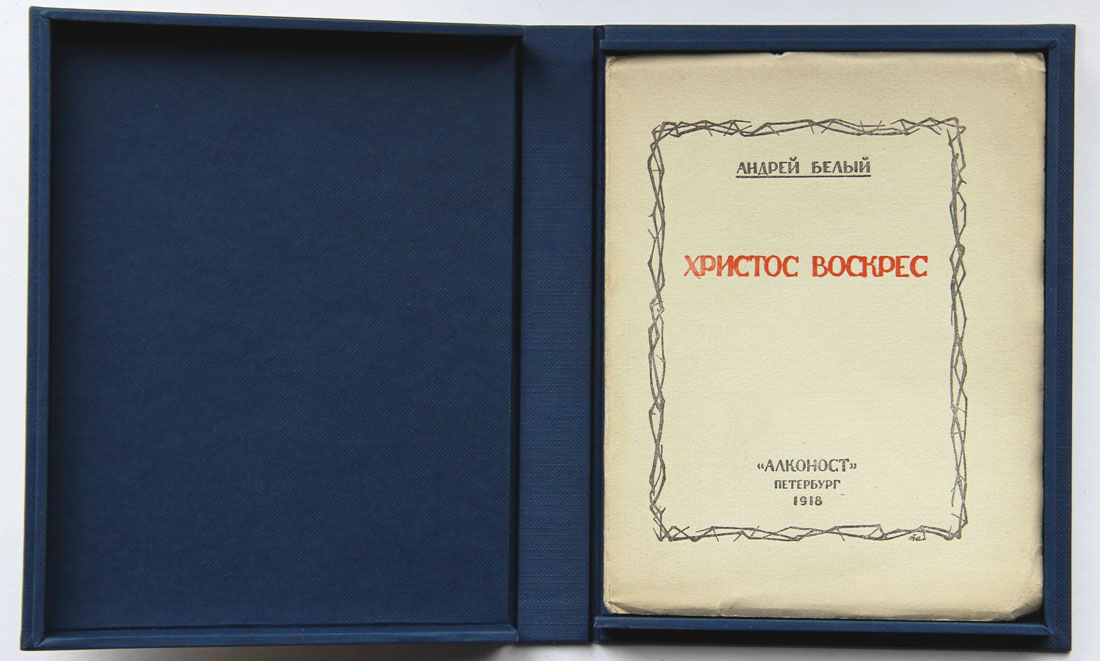 АНДРЕЙ БЕЛЫЙ
ХРИСТОС ВОСКРЕС
«АЛКОНОСТ»
ПЕТЕРБУРГ
1918